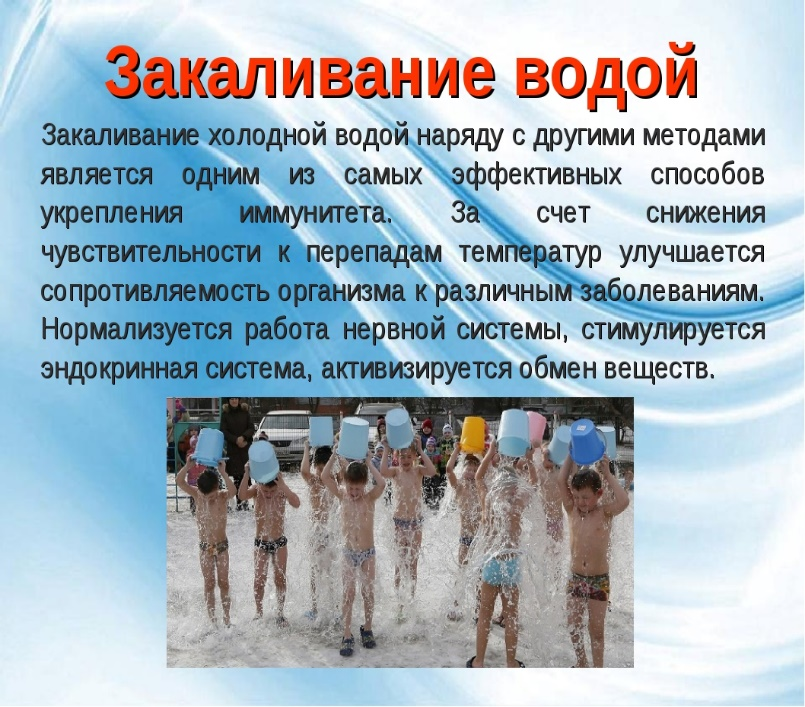 Закаливание водой
Закаливание холодной водой наряду с другими методами
является одним из самых эффективных способов
укрепления иммунитета. За счет снижения
чувствительности к перепадам температур улучшается
сопротивляемость организма к различным заболеваниям.
Нормализуется работа нервной системы, стимулируется
эндокринная система, активизируется обмен веществ.